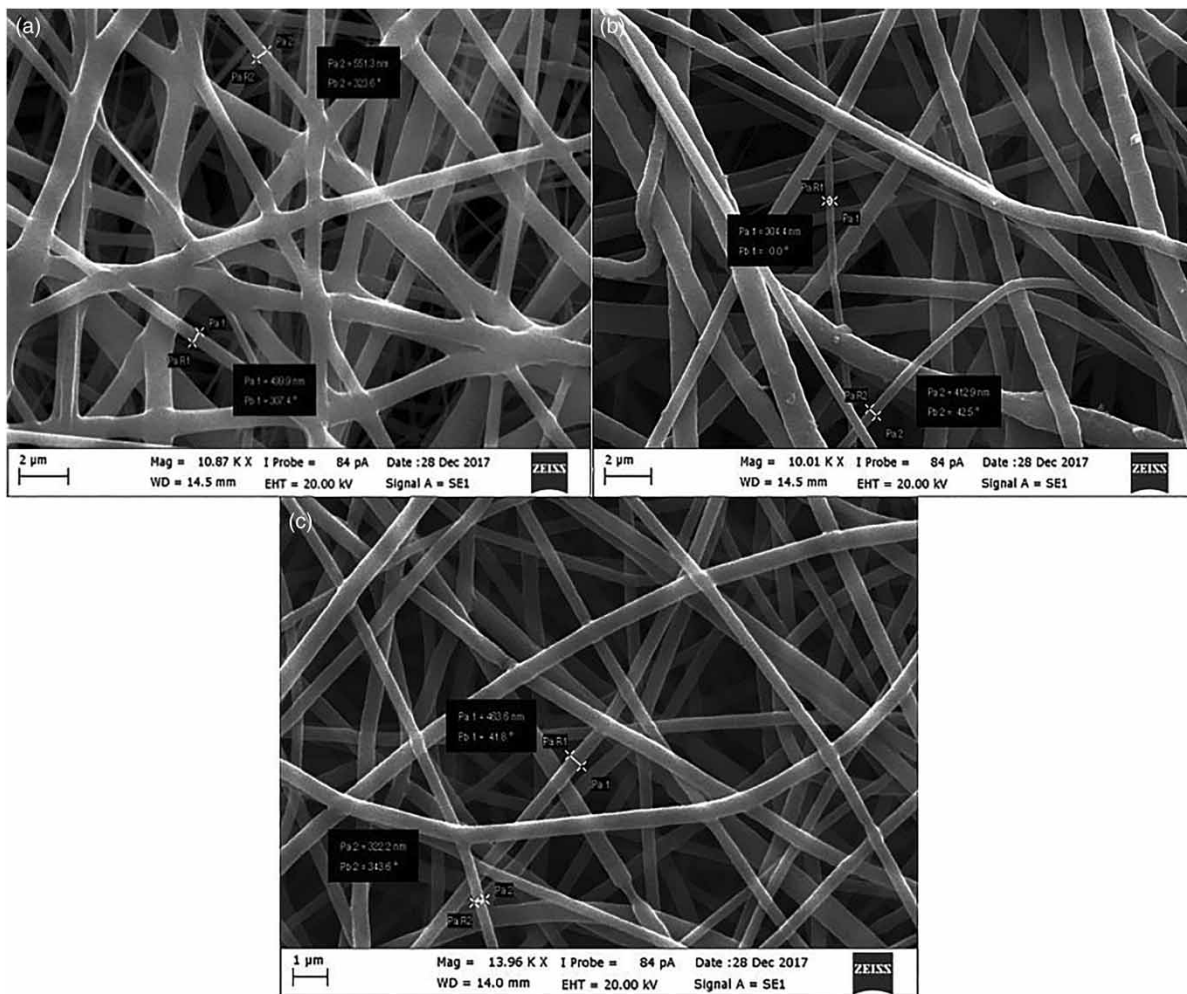 (a)
Pa R2
Pa 2 = 551.3 nm
Pb 2 = 323.6 °
Pa 1
Pa R1
Pa 1 = 439.9 nm
Pb 1 = 307.4 °
2 µm
Mag = 10.87 K X I Probe = 84 pA Date :28 Dec 2017
WD = 14.5 mm EHT = 20.00 kV Signal A = SE1
ZEISS
(b)
Pa R1
Pa 1
Pa 1 = 304.4 nm
Pb 1 = 0.0 °
Pa R2
Pa 2
Pa 2 = 412.9 nm
Pb 2 = 42.5 °
2 µm
Mag = 10.01 K X I Probe = 84 pA Date :28 Dec 2017
WD = 14.5 mm EHT = 20.00 kV Signal A = SE1
ZEISS
(c)
Pa 1 = 463.6 nm
Pb 1 = 41.8 °
Pa R1
Pa 1
Pa 2 = 322.2 nm
Pb 2 = 343.6 °
Pa 2
Pa R2
1 µm
Mag = 13.96 K X I Probe = 84 pA Date :28 Dec 2017
WD = 14.0 mm EHT = 20.00 kV Signal A = SE1
ZEISS